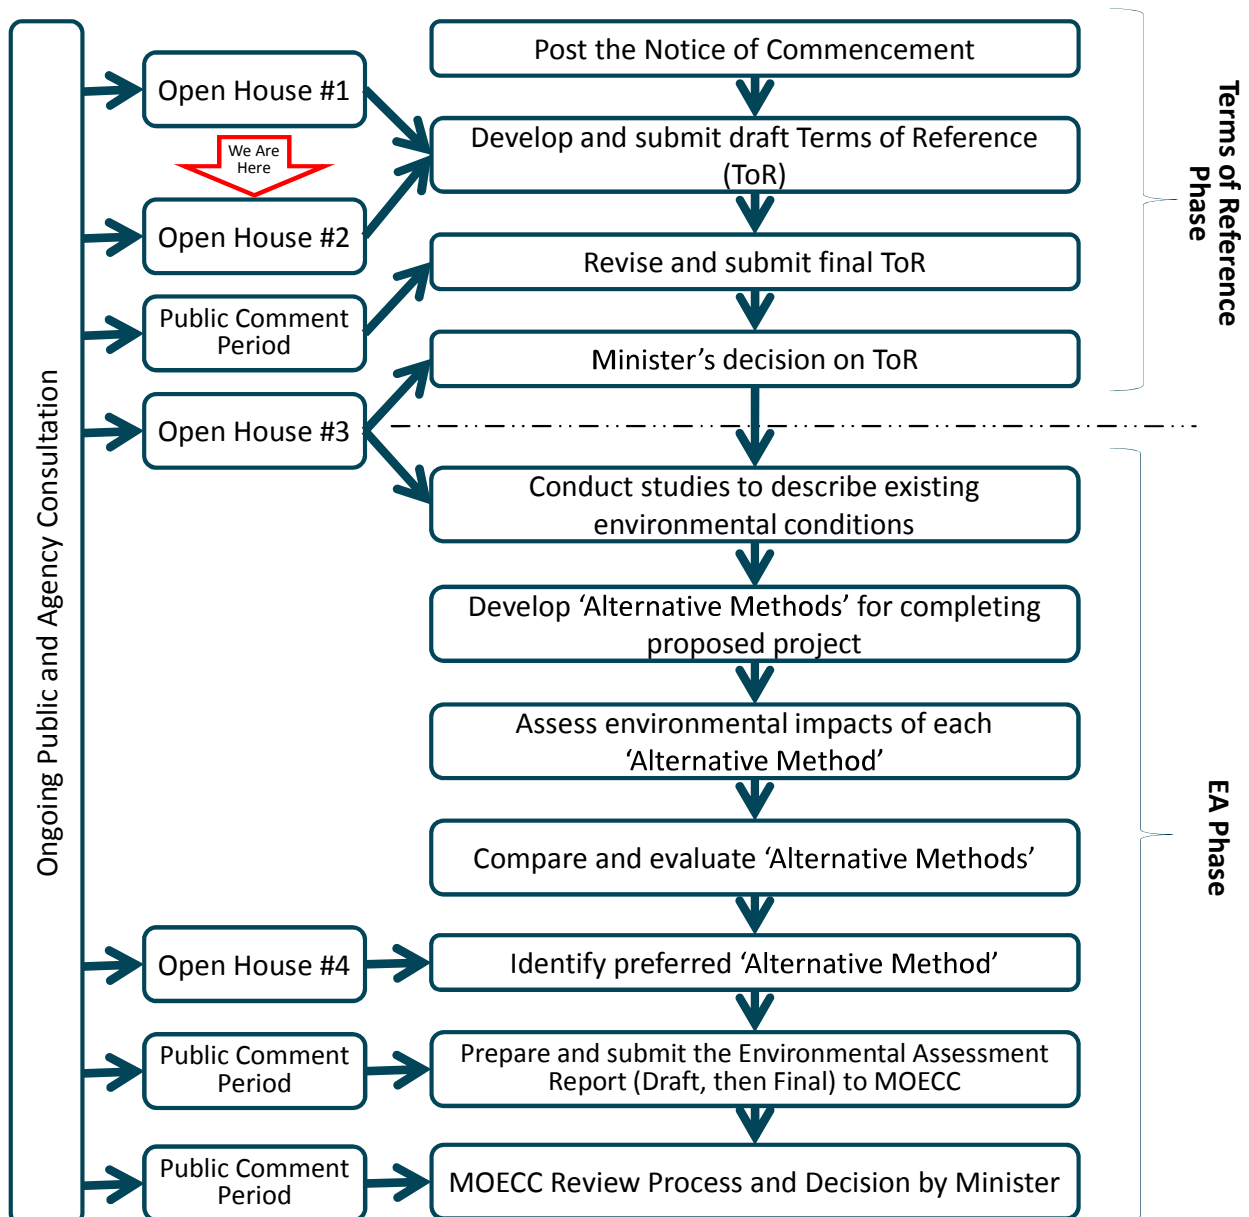 Post the Notice of Commencement
Open House #1
Develop and submit draft Terms of Reference
(ToR)
We Are
Here
Open House #2
Revise and submit final ToR
Public Comment
Period
Minister’s decision on ToR
Open House #3
Terms of Reference
Phase
Ongoing Public and Agency Consultation
Conduct studies to describe existing
environmental conditions
Develop ‘Alternative Methods’ for completing
proposed project
Assess environmental impacts of each
‘Alternative Method’
Compare and evaluate ‘Alternative Methods’
EA Phase
Open House #4
Identify preferred ‘Alternative Method’
Public Comment
Period
Prepare and submit the Environmental Assessment
Report (Draft, then Final) to MOECC
Public Comment
Period
MOECC Review Process and Decision by Minister